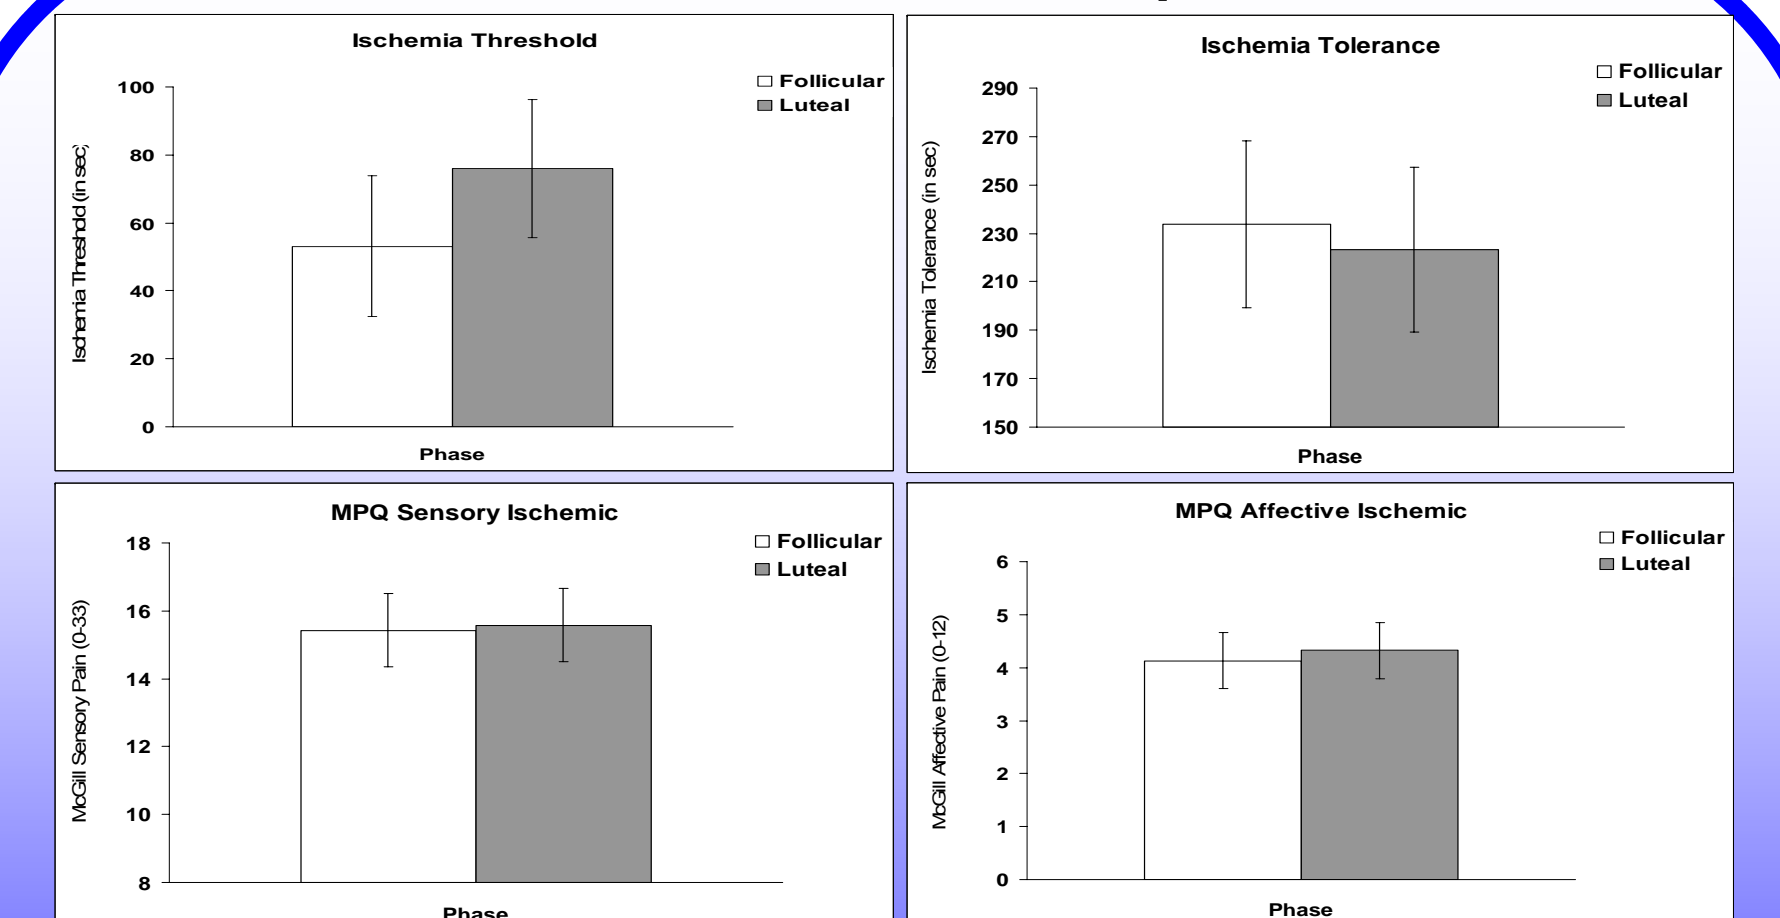 Ischemia Threshold
Follicular
Luteal
100
80
60
40
20
0
Ischemia Threshold (in sec)
Phase
Ischemia Tolerance
Follicular
Luteal
290
270
250
230
210
190
170
150
Ischemia Tolerance (in sec)
Phase
MPQ Sensory Ischemic
Follicular
Luteal
18
16
14
12
10
8
McGill Sensory Pain (0-33)
Phase
MPQ Affective Ischemic
Follicular
Luteal
6
5
4
3
2
1
0
McGill Affective Pain (0-12)
Phase